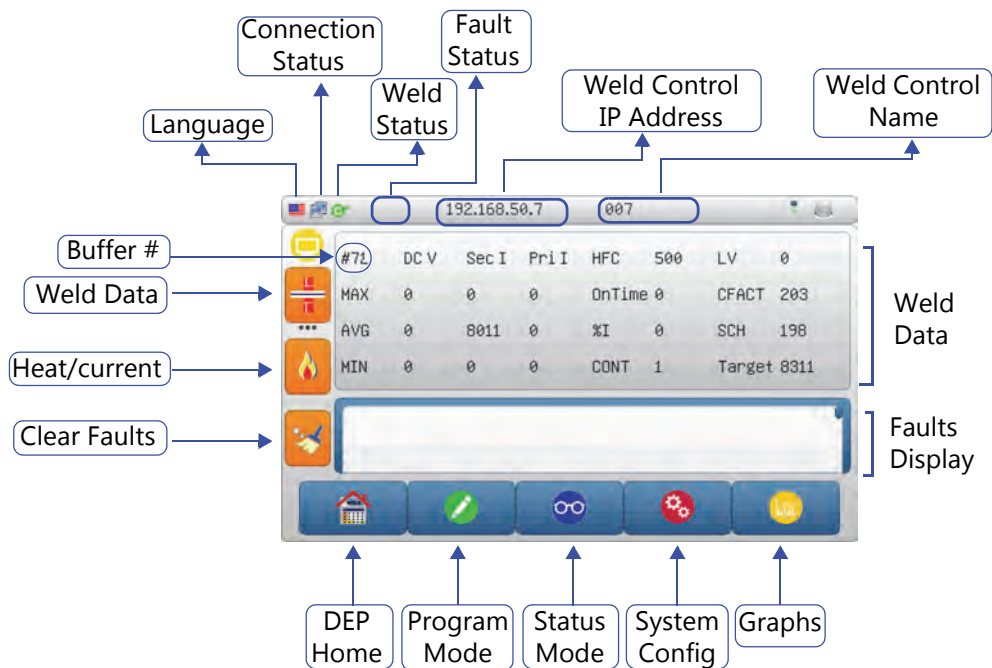 Connection
Status
Fault
Status
Language
Weld
Status
Weld Control
IP Address
Weld Control
Name
192.168.50.7 007
Buffer #
Weld Data
Heat/current
Clear Faults
#71 DC V Sec I Pri I HFC 500 LV 0
MAX 0 0 0 OnTime 0 CFACT 203
AVG 0 8011 0 %I 0 SCH 198
MIN 0 0 0 CONT 1 Target 8311
Weld
Data
Faults
Display
DEP
Home
Program
Mode
Status
Mode
System
Config
Graphs